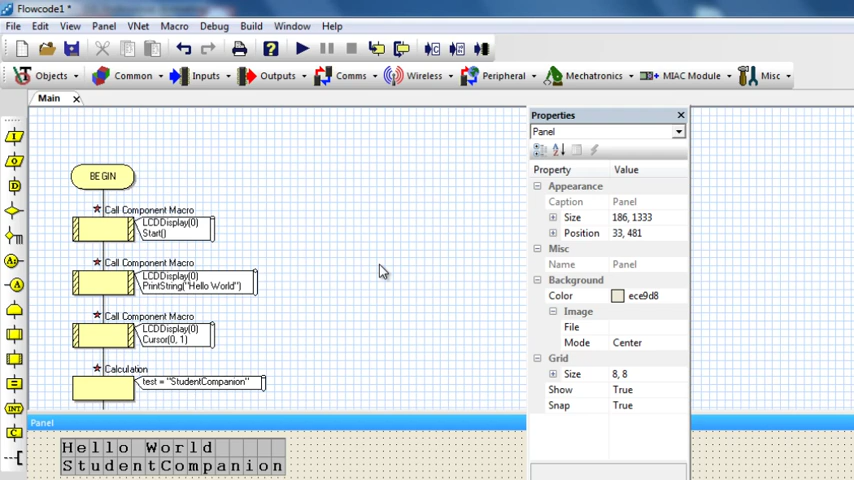 Flowcode1 *
File Edit View Panel VNet Macro Debug Build Window Help
Objects Common Inputs Outputs Comms Wireless Peripheral Mechatronics MIAC Module Misc
Main
BEGIN
Call Component Macro
LCDDisplay(0)
Start()
Call Component Macro
LCDDisplay(0)
PrintString("Hello World")
Call Component Macro
LCDDisplay(0)
Cursor(0, 1)
Calculation
test = "StudentCompanion"
Properties
Panel
Property Value
Appearance
Caption Panel
Size 186, 1333
Position 33, 481
Misc
Name Panel
Background
Color ece9d8
Image
File
Mode Center
Grid
Size 8, 8
Show True
Snap True
Panel
Hello World
StudentCompanion